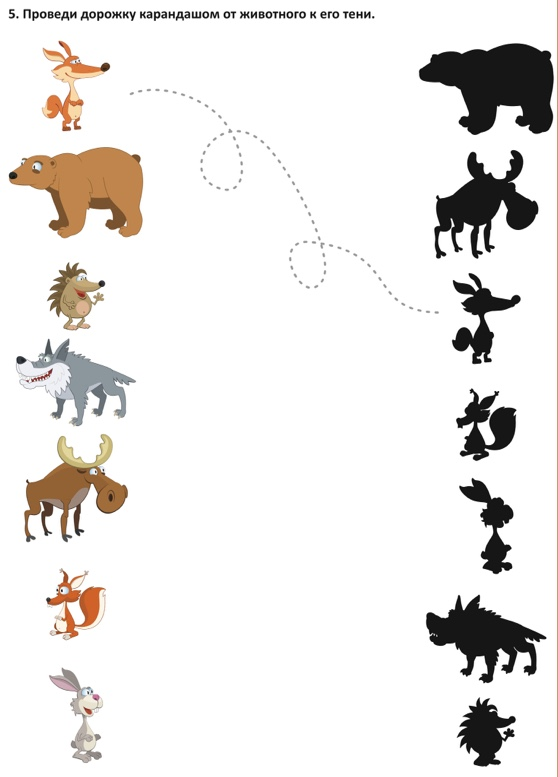 5. Проведи дорожку карандашом от животного к его тени.